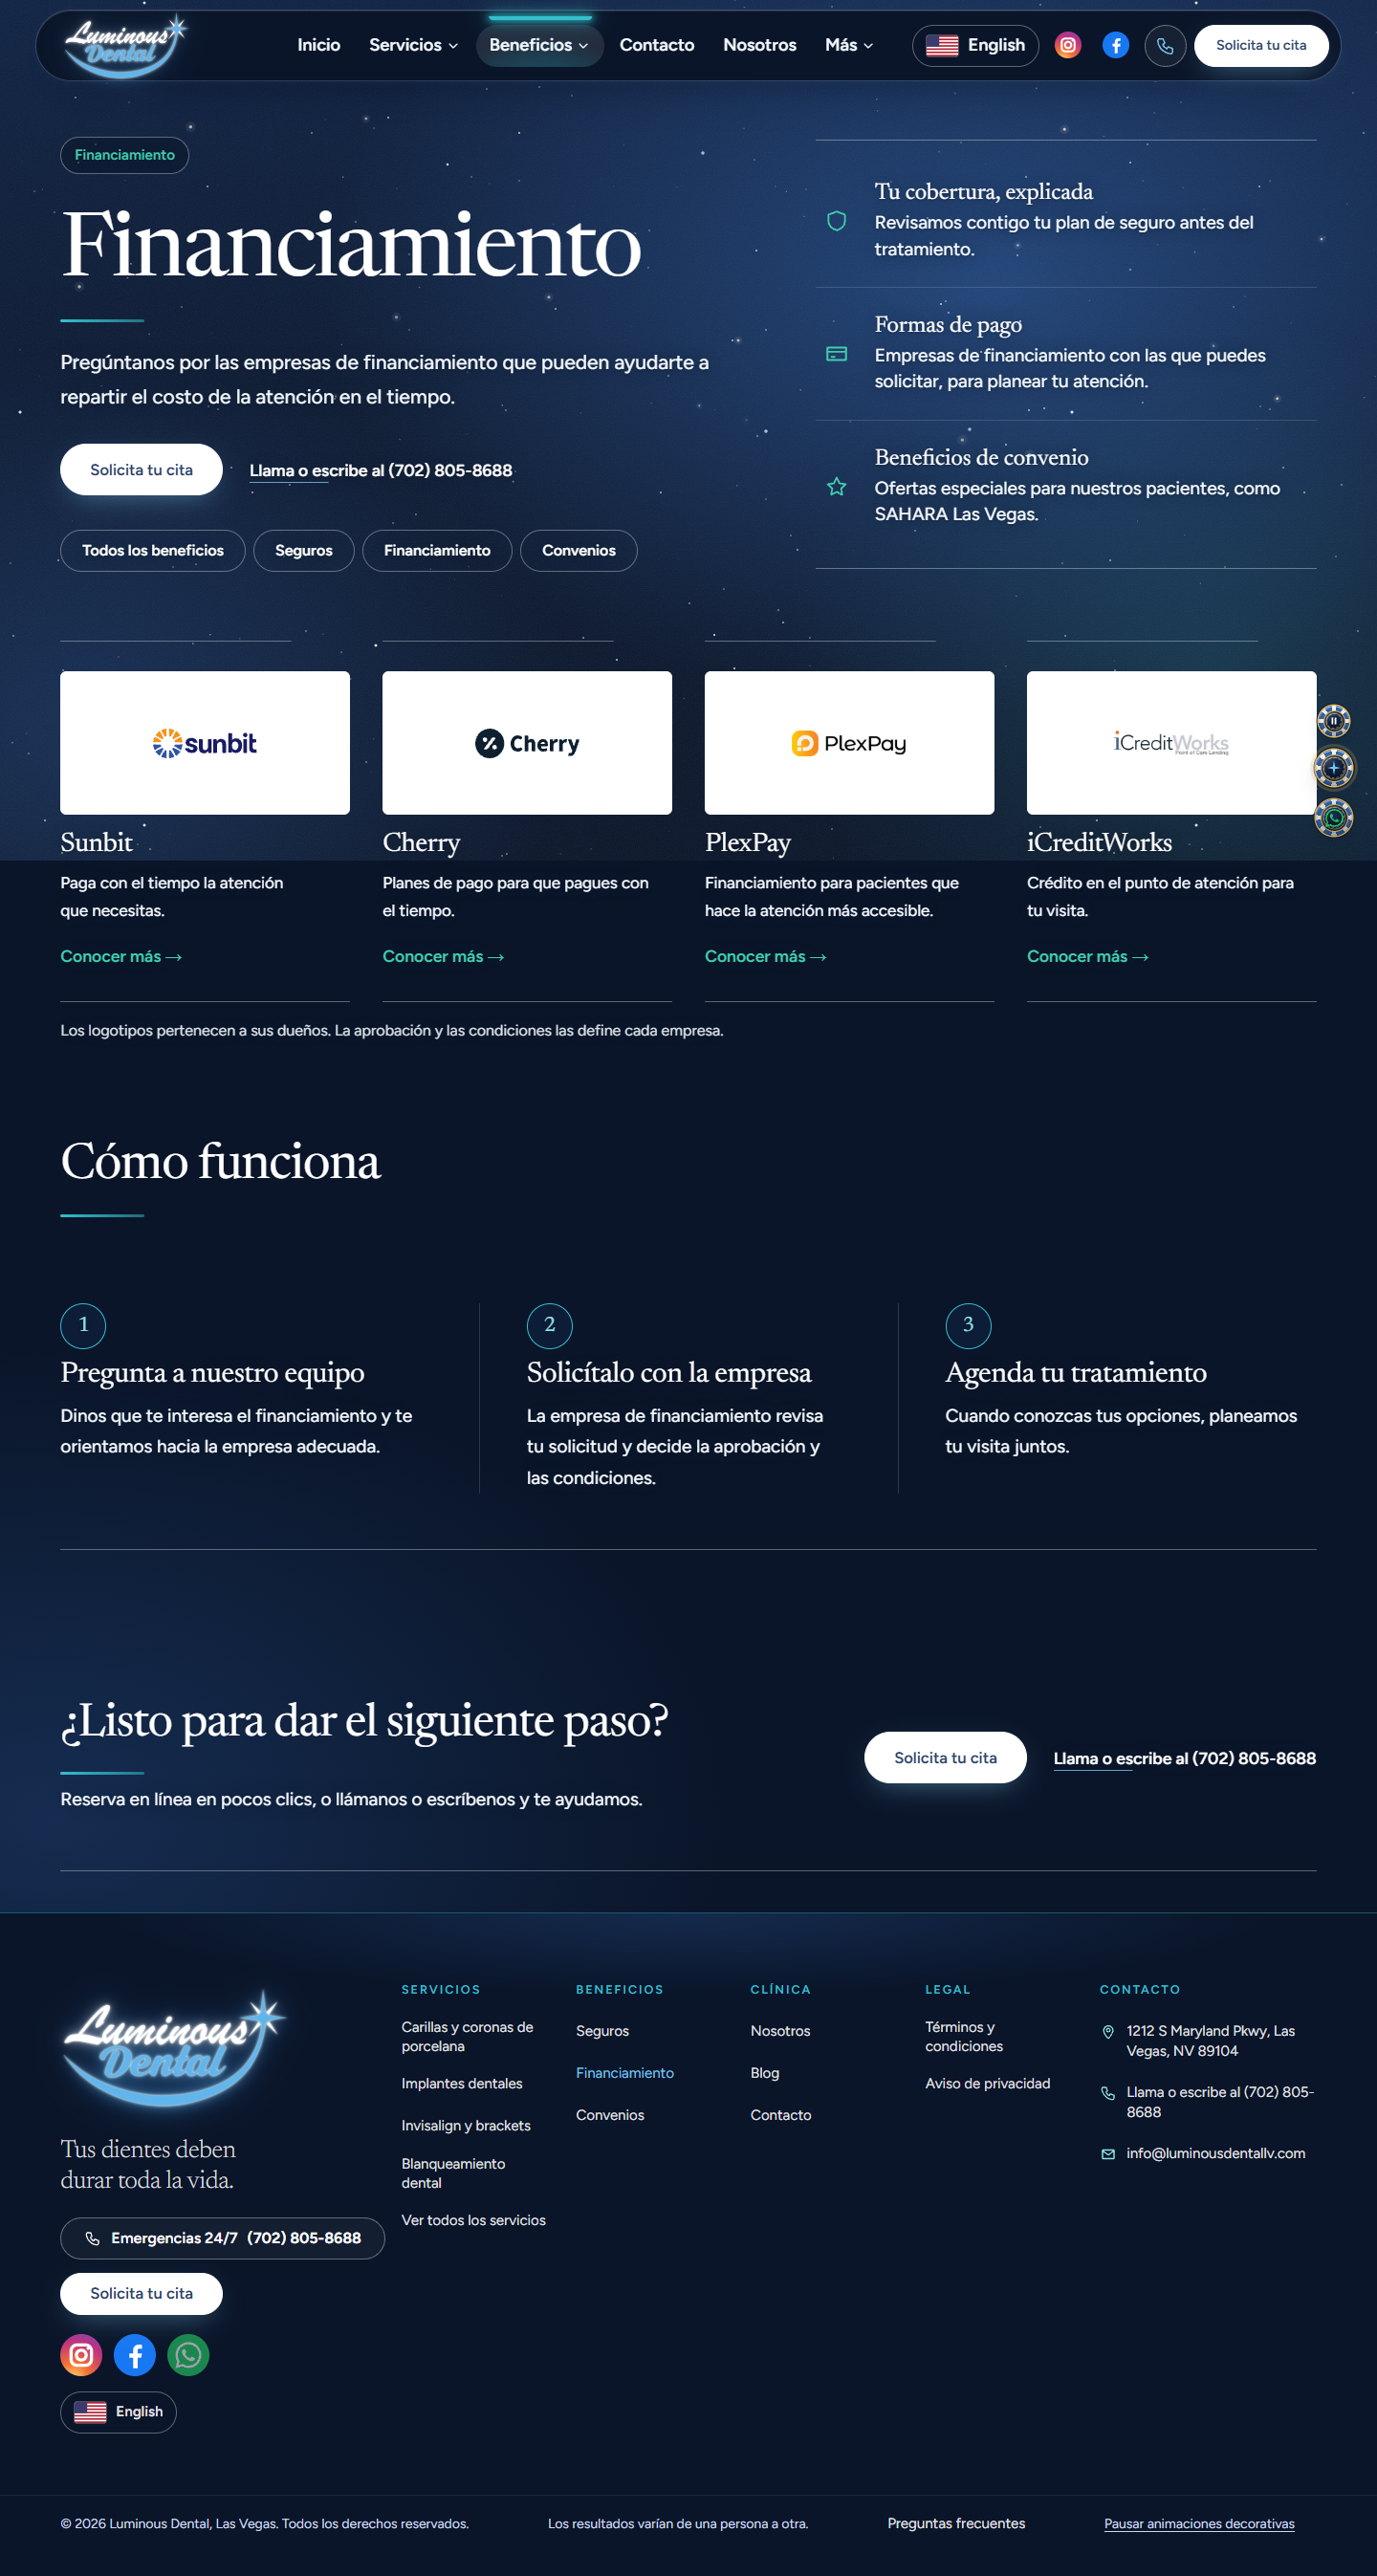 Luminous
Dental
Inicio
Servicios
Beneficios
Contacto
Nosotros
Más
English
Solicita tu cita
Financiamiento
Financiamiento
Pregúntanos por las empresas de financiamiento que pueden ayudarte a
repartir el costo de la atención en el tiempo.
Solicita tu cita
Llama o escribe al (702) 805-8688
Todos los beneficios
Seguros
Financiamiento
Convenios
Tu cobertura, explicada
Revisamos contigo tu plan de seguro antes del
tratamiento.
Formas de pago
Empresas de financiamiento con las que puedes
solicitar, para planear tu atención.
Beneficios de convenio
Ofertas especiales para nuestros pacientes, como
SAHARA Las Vegas.
sunbit
Sunbit
Paga con el tiempo la atención
que necesitas.
Conocer más →
Cherry
Cherry
Planes de pago para que pagues con
el tiempo.
Conocer más →
PlexPay
PlexPay
Financiamiento para pacientes que
hace la atención más accesible.
Conocer más →
iCreditWorks
Point of Care Lending
iCreditWorks
Crédito en el punto de atención para
tu visita.
Conocer más →
Los logotipos pertenecen a sus dueños. La aprobación y las condiciones las define cada empresa.
Cómo funciona
1
Pregunta a nuestro equipo
Dinos que te interesa el financiamiento y te
orientamos hacia la empresa adecuada.
2
Solicítalo con la empresa
La empresa de financiamiento revisa
tu solicitud y decide la aprobación y
las condiciones.
3
Agenda tu tratamiento
Cuando conozcas tus opciones, planeamos
tu visita juntos.
¿Listo para dar el siguiente paso?
Reserva en línea en pocos clics, o llámanos o escríbenos y te ayudamos.
Solicita tu cita
Llama o escribe al (702) 805-8688
Luminous
Dental
Tus dientes deben
durar toda la vida.
Emergencias 24/7 (702) 805-8688
Solicita tu cita
English
SERVICIOS
Carillas y coronas de
porcelana
Implantes dentales
Invisalign y brackets
Blanqueamiento
dental
Ver todos los servicios
BENEFICIOS
Seguros
Financiamiento
Convenios
CLÍNICA
Nosotros
Blog
Contacto
LEGAL
Términos y
condiciones
Aviso de privacidad
CONTACTO
1212 S Maryland Pkwy, Las
Vegas, NV 89104
Llama o escribe al (702) 805-
8688
info@luminousdentallv.com
© 2026 Luminous Dental, Las Vegas. Todos los derechos reservados.
Los resultados varían de una persona a otra.
Preguntas frecuentes
Pausar animaciones decorativas